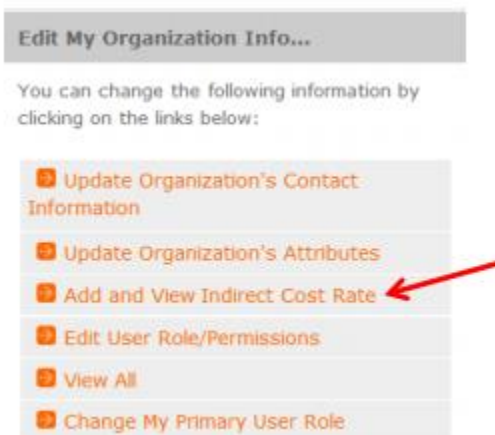 Edit My Organization Info...
You can change the following information by
clicking on the links below:
Update Organization's Contact
Information
Update Organization's Attributes
Add and View Indirect Cost Rate
Edit User Role/Permissions
View All
Change My Primary User Role